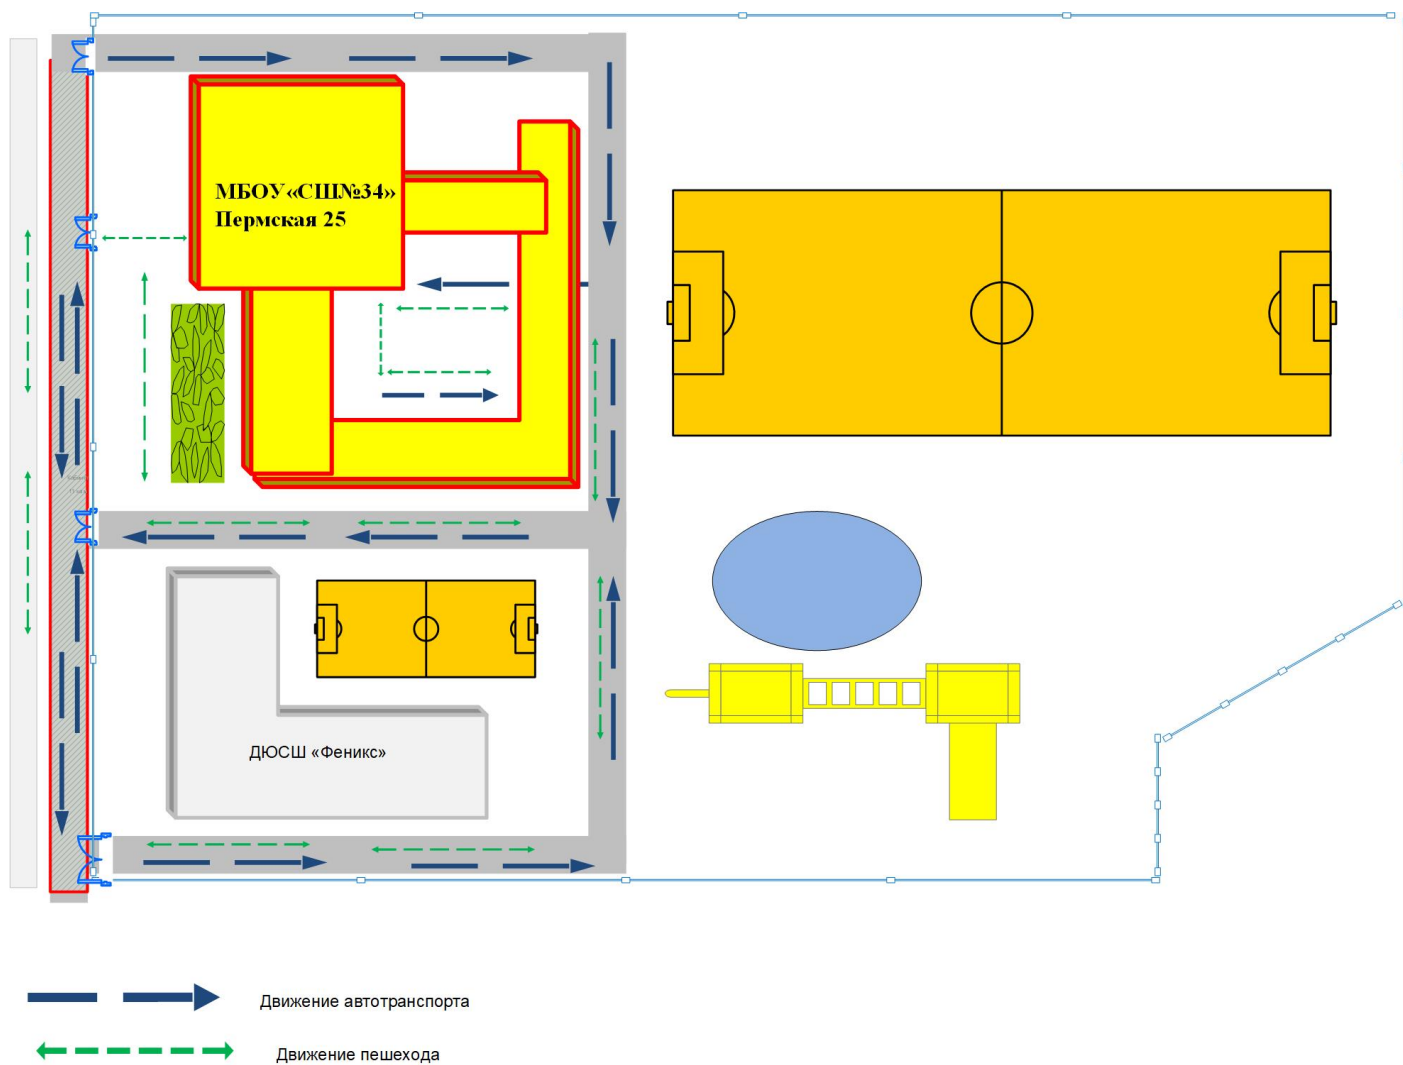 МБОУ«СШ№34»
Пермская 25
ДЮСШ «Феникс»
Движение автотранспорта
Движение пешехода